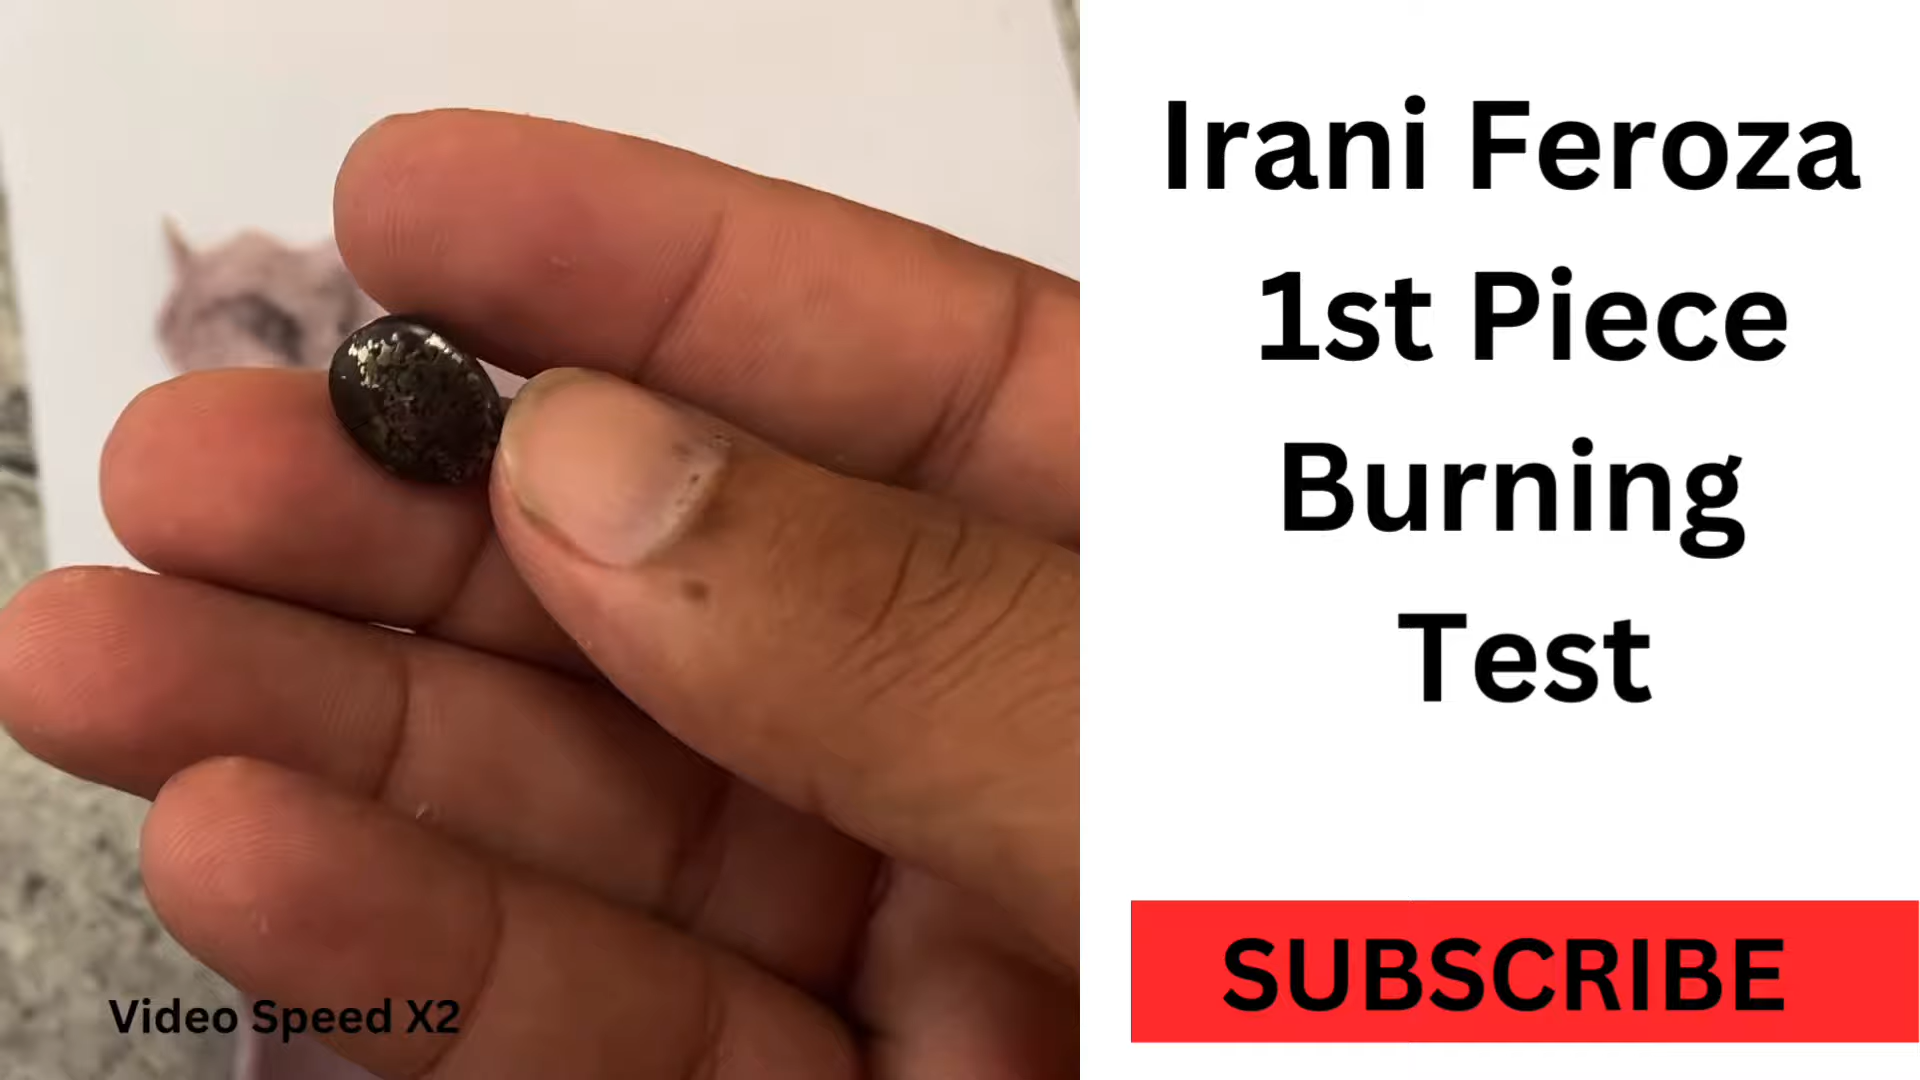 Irani Feroza
1st Piece
Burning
Test
SUBSCRIBE
Video Speed X2